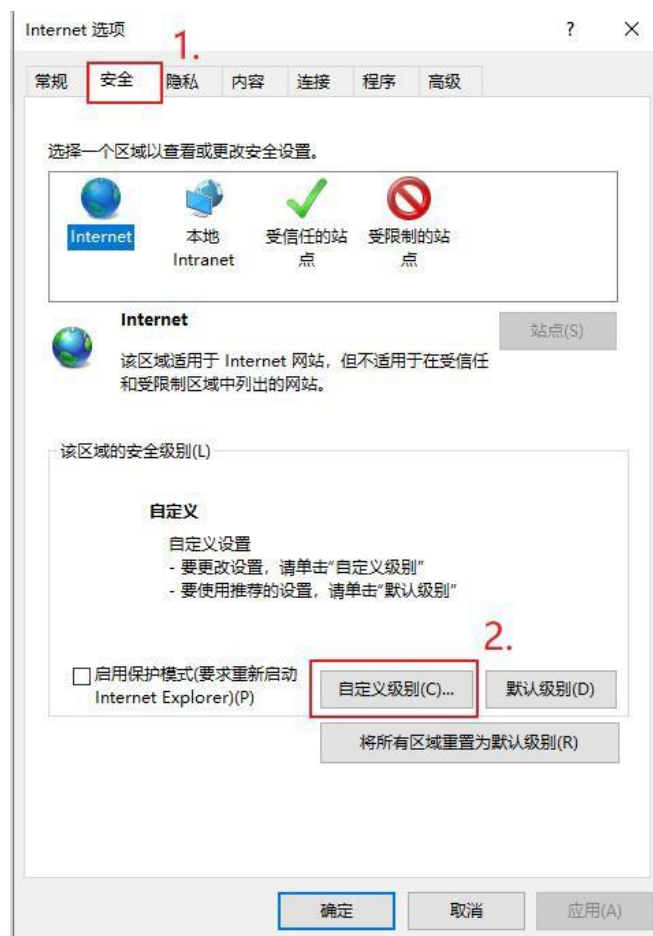 Internet 选项
?
×
1.
常规 安全 隐私 内容 连接 程序 高级
选择一个区域以查看或更改安全设置。
Internet
本地
Intranet
受信任的站
点
受限制的站
点
Internet
站点(S)
该区域适用于 Internet 网站，但不适用于在受信任
和受限制区域中列出的网站。
该区域的安全级别(L)
自定义
自定义设置
- 要更改设置，请单击“自定义级别”
- 要使用推荐的设置，请单击“默认级别”
2.
启用保护模式(要求重新启动
Internet Explorer)(P)
自定义级别(C)...
默认级别(D)
将所有区域重置为默认级别(R)
确定
取消
应用(A)